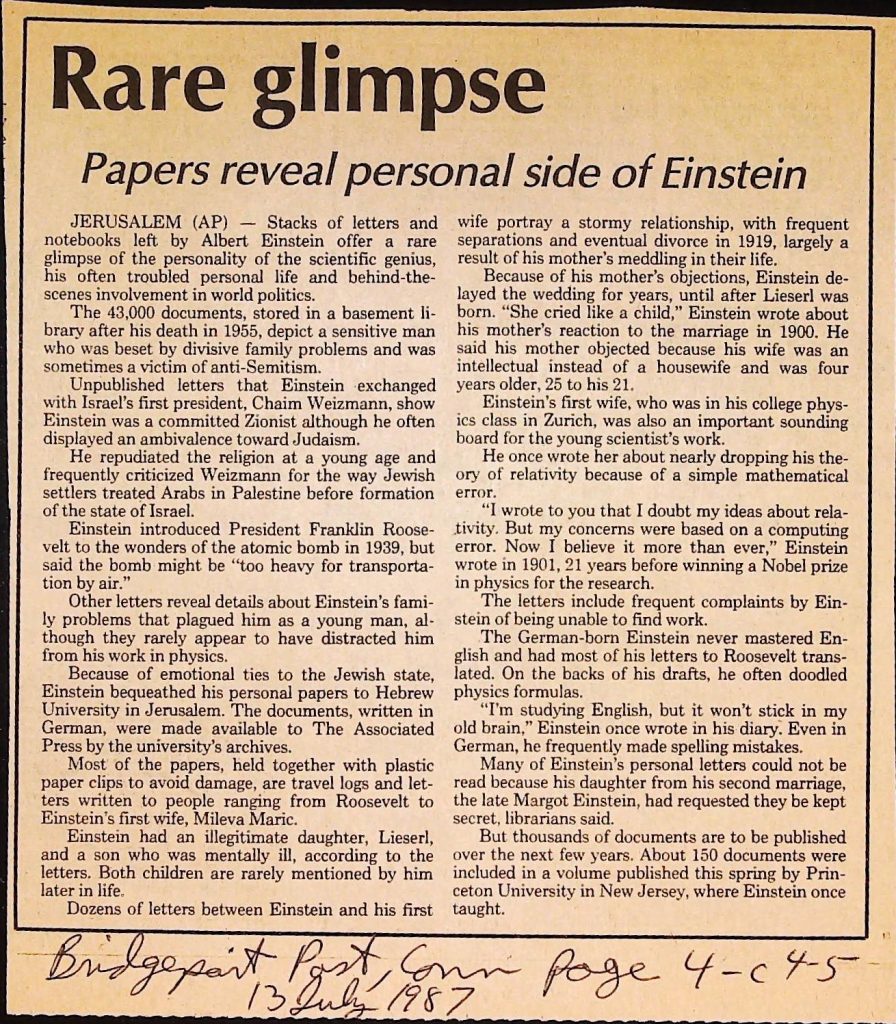 Rare glimpse
Papers reveal personal side of Einstein
JERUSALEM (AP) — Stacks of letters and
notebooks left by Albert Einstein offer a rare
glimpse of the personality of the scientific genius,
his often troubled personal life and behind-the-
scenes involvement in world politics.
The 43,000 documents, stored in a basement li-
brary after his death in 1955, depict a sensitive man
who was beset by divisive family problems and was
sometimes a victim of anti-Semitism.
Unpublished letters that Einstein exchanged
with Israel's first president, Chaim Weizmann, show
Einstein was a committed Zionist although he often
displayed an ambivalence toward Judaism.
He repudiated the religion at a young age and
frequently criticized Weizmann for the way Jewish
settlers treated Arabs in Palestine before formation
of the state of Israel.
Einstein introduced President Franklin Roose-
velt to the wonders of the atomic bomb in 1939, but
said the bomb might be "too heavy for transporta-
tion by air."
Other letters reveal details about Einstein's fami-
ly problems that plagued him as a young man, al-
though they rarely appear to have distracted him
from his work in physics.
Because of emotional ties to the Jewish state,
Einstein bequeathed his personal papers to Hebrew
University in Jerusalem. The documents, written in
German, were made available to The Associated
Press by the university's archives.
Most of the papers, held together with plastic
paper clips to avoid damage, are travel logs and let-
ters written to people ranging from Roosevelt to
Einstein's first wife, Mileva Maric.
Einstein had an illegitimate daughter, Lieserl,
and a son who was mentally ill, according to the
letters. Both children are rarely mentioned by him
later in life.
Dozens of letters between Einstein and his first
wife portray a stormy relationship, with frequent
separations and eventual divorce in 1919, largely a
result of his mother's meddling in their life.
Because of his mother's objections, Einstein de-
layed the wedding for years, until after Lieserl was
born. "She cried like a child," Einstein wrote about
his mother's reaction to the marriage in 1900. He
said his mother objected because his wife was an
intellectual instead of a housewife and was four
years older, 25 to his 21.
Einstein's first wife, who was in his college phys-
ics class in Zurich, was also an important sounding
board for the young scientist's work.
He once wrote her about nearly dropping his the-
ory of relativity because of a simple mathematical
error.
"I wrote to you that I doubt my ideas about rela-
tivity. But my concerns were based on a computing
error. Now I believe it more than ever," Einstein
wrote in 1901, 21 years before winning a Nobel prize
in physics for the research.
The letters include frequent complaints by Ein-
stein of being unable to find work.
The German-born Einstein never mastered En-
glish and had most of his letters to Roosevelt trans-
lated. On the backs of his drafts, he often doodled
physics formulas.
"I'm studying English, but it won't stick in my
old brain," Einstein once wrote in his diary. Even in
German, he frequently made spelling mistakes.
Many of Einstein's personal letters could not be
read because his daughter from his second marriage,
the late Margot Einstein, had requested they be kept
secret, librarians said.
But thousands of documents are to be published
over the next few years. About 150 documents were
included in a volume published this spring by Prin-
ceton University in New Jersey, where Einstein once
taught.
Bridgeport Post, Conn page 4-c 4-5
13 July 1987